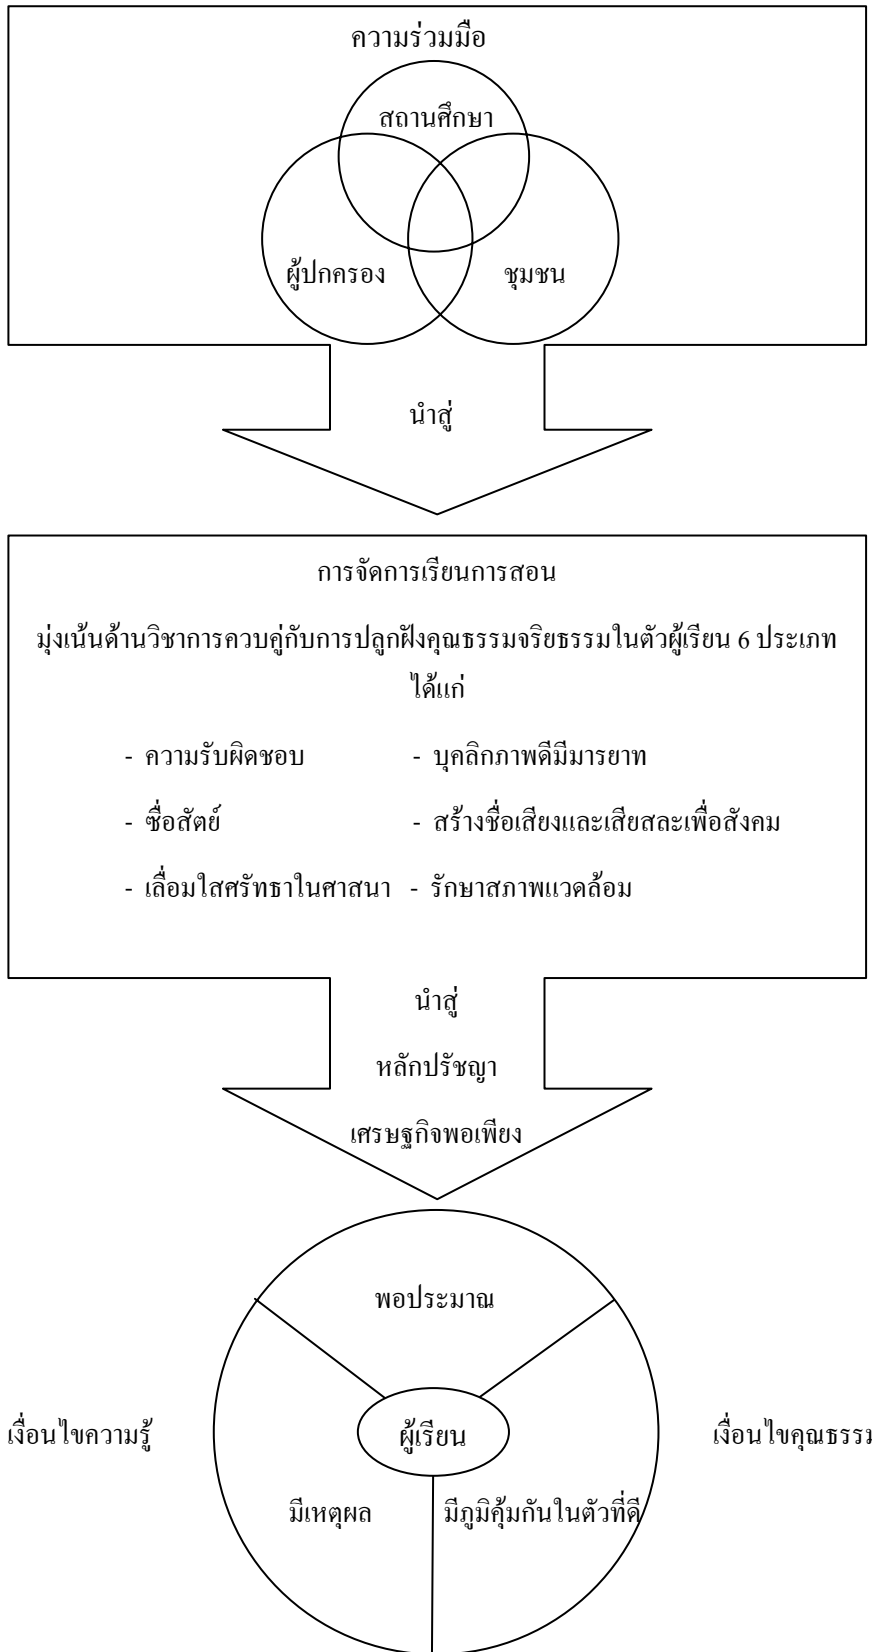 ความร่วมมือ
สถานศึกษา
ผู้ปกครอง ชุมชน
นำสู่
การจัดการเรียนการสอน
มุ่งเน้นด้านวิชาการควบคู่กับการปลูกฝังคุณธรรมจริยธรรมในตัวผู้เรียน 6 ประเภท
ได้แก่
- ความรับผิดชอบ - บุคลิกภาพดีมีมารยาท
- ซื่อสัตย์ - สร้างชื่อเสียงและเสียสละเพื่อสังคม
- เลื่อมใสศรัทธาในศาสนา - รักษาสภาพแวดล้อม
นำสู่
หลักปรัชญา
เศรษฐกิจพอเพียง
พอประมาณ
เงื่อนไขความรู้ ผู้เรียน เงื่อนไขคุณธรรม
มีเหตุผล มีภูมิคุ้มกันในตัวที่ดี